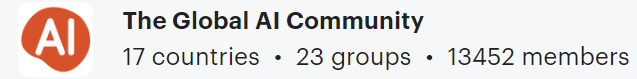 AI
The Global AI Community
17 countries • 23 groups • 13452 members